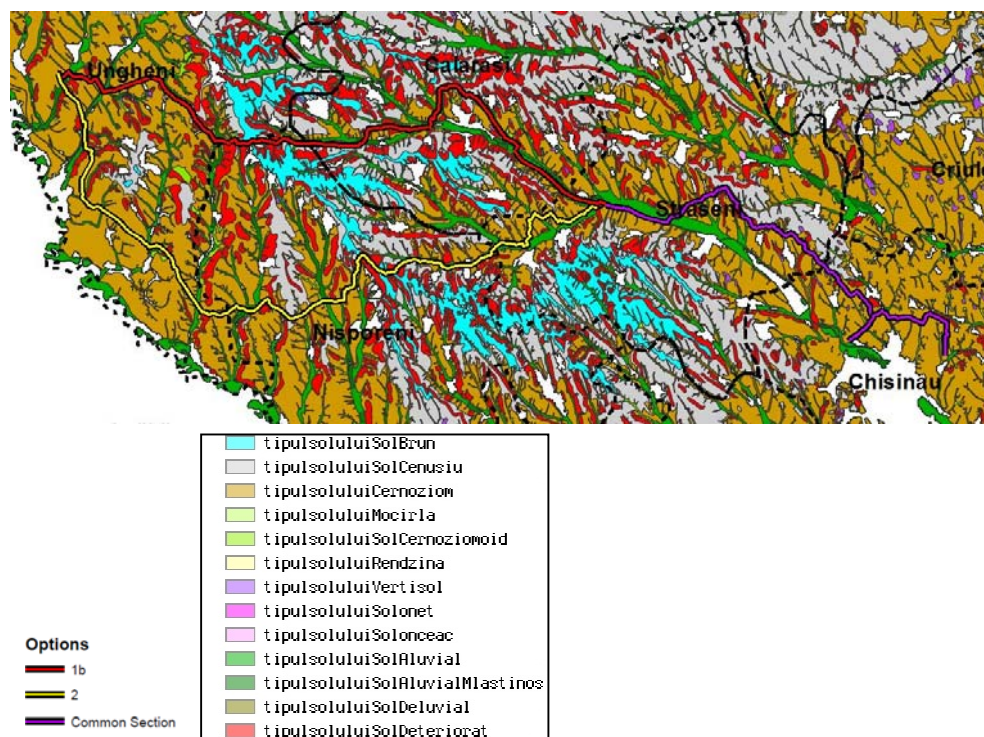 Ungheni
Calarasi
Criule
Straseni
Nisporeni
Chisinau
tipulsoluluiSolBrun
tipulsoluluiSolCenusiu
tipulsoluluiCernoziom
tipulsoluluiMocirla
tipulsoluluiSolCernoziomoid
tipulsoluluiRendzina
tipulsoluluiVertisol
tipulsoluluiSolonet
tipulsoluluiSolonceac
tipulsoluluiSolAluvial
tipulsoluluiSolAluvialMlastinos
tipulsoluluiSolDeluvial
tipulsoluluiSolDeteriorat
Options
1b
2
Common Section